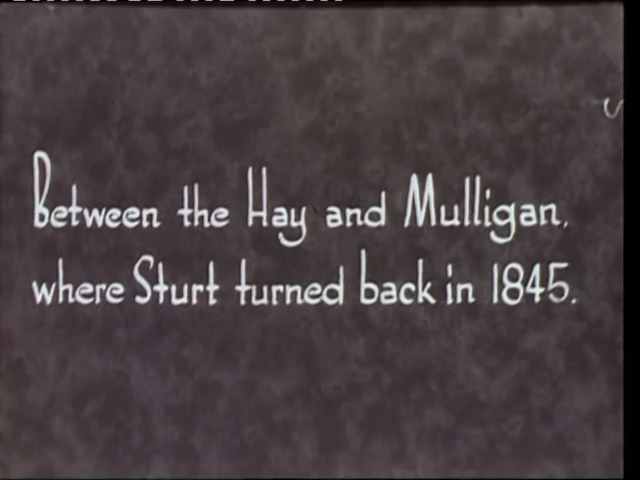 Between the Hay and Mulligan,
where Sturt turned back in 1845.